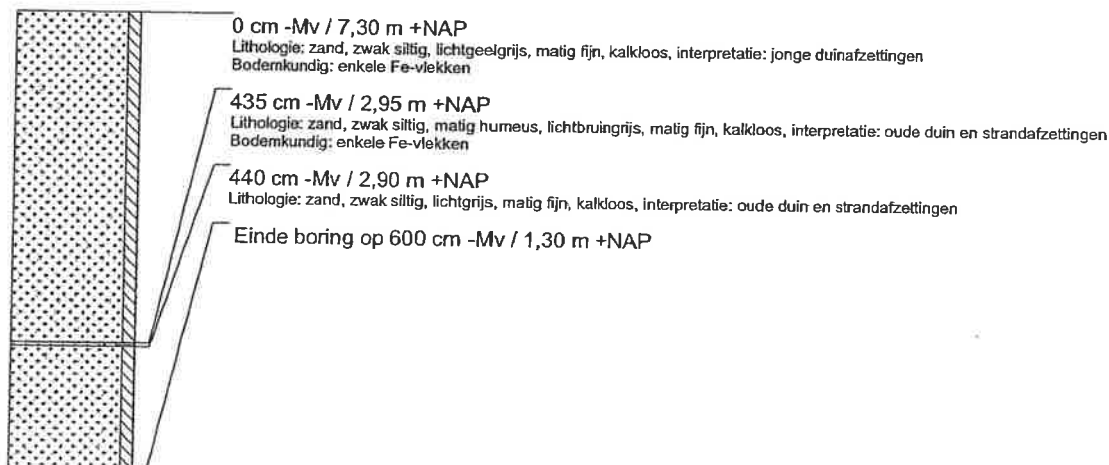 0 cm -Mv / 7,30 m +NAP
Lithologie: zand, zwak siltig, lichtgeelgrijs, matig fijn, kalkloos, interpretatie: jonge duinafzettingen
Bodemkundig: enkele Fe-vlekken
435 cm -Mv / 2,95 m +NAP
Lithologie: zand, zwak siltig, matig humeus, lichtbruingrijs, matig fijn, kalkloos, interpretatie: oude duin en strandafzettingen
Bodemkundig: enkele Fe-vlekken
440 cm -Mv / 2,90 m +NAP
Lithologie: zand, zwak siltig, lichtgrijs, matig fijn, kalkloos, interpretatie: oude duin en strandafzettingen
Einde boring op 600 cm -Mv / 1,30 m +NAP